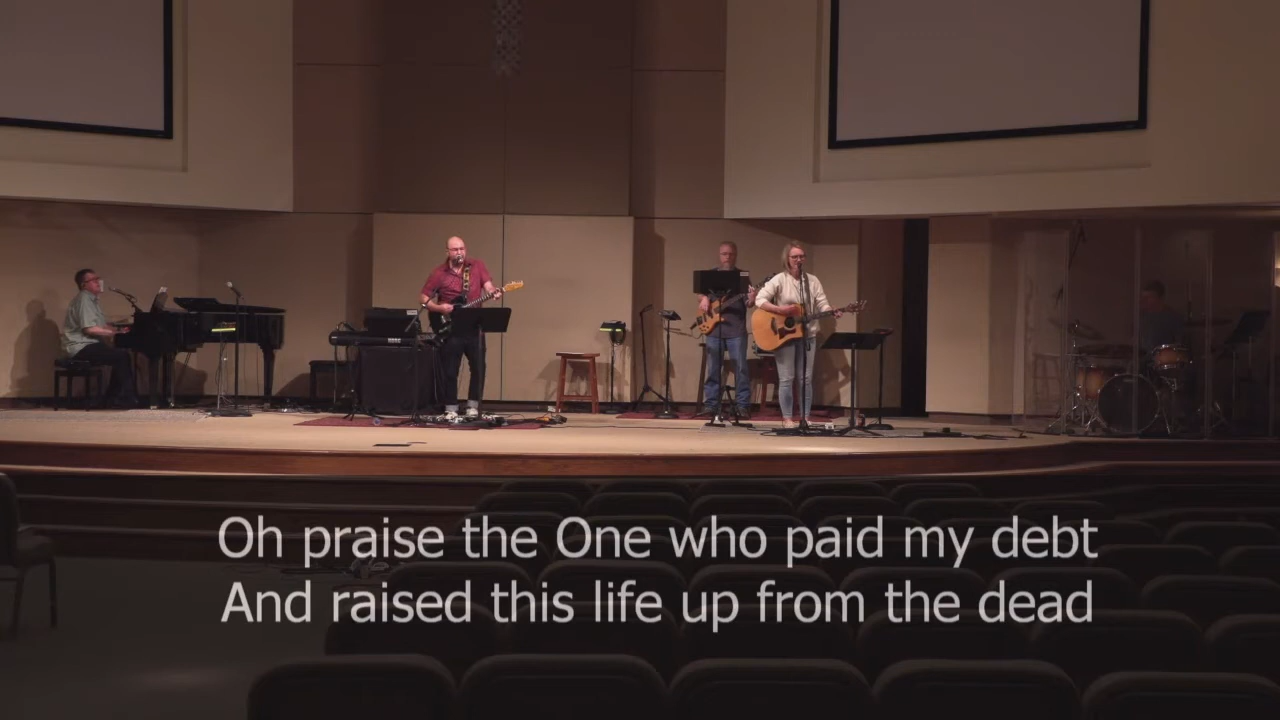 Oh praise the One who paid my debt
And raised this life up from the dead